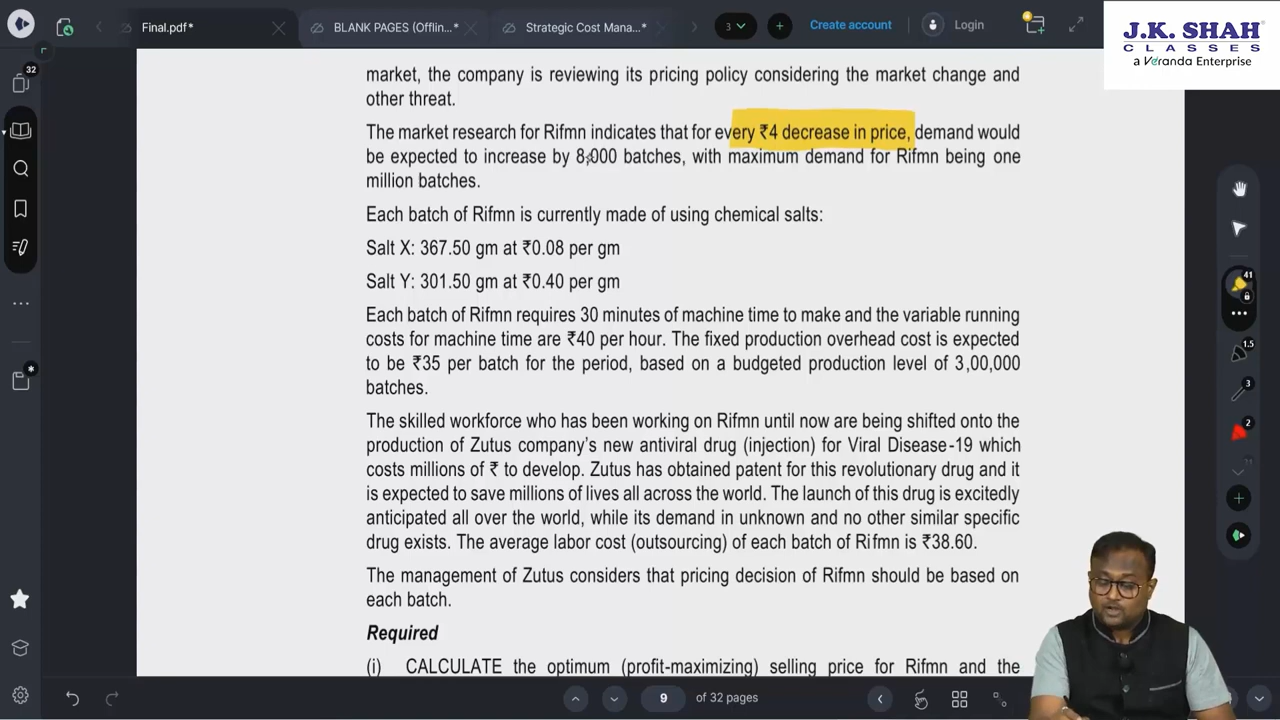 Final.pdf*
BLANK PAGES (Offlin...*
Strategic Cost Mana...*
3
Create account
Login
J.K. SHAH
CLASSES
a Veranda Enterprise
32
market, the company is reviewing its pricing policy considering the market change and
other threat.
The market research for Rifmn indicates that for every ₹4 decrease in price, demand would
be expected to increase by 8,000 batches, with maximum demand for Rifmn being one
million batches.
Each batch of Rifmn is currently made of using chemical salts:
Salt X: 367.50 gm at ₹0.08 per gm
Salt Y: 301.50 gm at ₹0.40 per gm
Each batch of Rifmn requires 30 minutes of machine time to make and the variable running
costs for machine time are ₹40 per hour. The fixed production overhead cost is expected
to be ₹35 per batch for the period, based on a budgeted production level of 3,00,000
batches.
The skilled workforce who has been working on Rifmn until now are being shifted onto the
production of Zutus company's new antiviral drug (injection) for Viral Disease-19 which
costs millions of ₹ to develop. Zutus has obtained patent for this revolutionary drug and it
is expected to save millions of lives all across the world. The launch of this drug is excitedly
anticipated all over the world, while its demand in unknown and no other similar specific
drug exists. The average labor cost (outsourcing) of each batch of Rifmn is ₹38.60.
The management of Zutus considers that pricing decision of Rifmn should be based on
each batch.
Required
(i) CALCULATE the optimum (profit-maximizing) selling price for Rifmn and the
41
1.5
3
2
9 of 32 pages